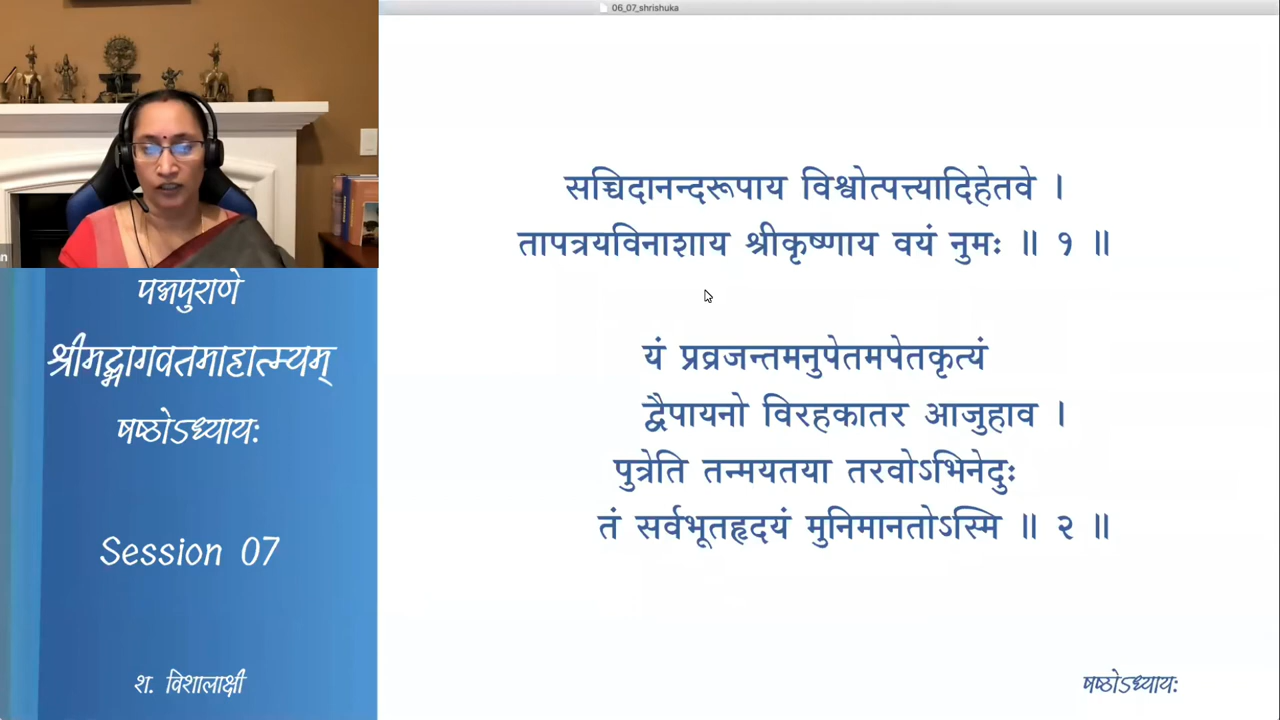 06_07_shrishuka
सच्चिदानन्दरूपाय विश्वोत्पत्त्यादिहेतवे ।
तापत्रयविनाशाय श्रीकृष्णाय वयं नुमः ॥ १ ॥
यं प्रव्रजन्तमनुपेतमपेतकृत्यं
द्वैपायनो विरहकातर आजुहाव ।
पुत्रेति तन्मयतया तरवोऽभिनेदुः
तं सर्वभूतहृदयं मुनिमानतोऽस्मि ॥ २ ॥
षष्ठोऽध्यायः
पद्मपुराणे
श्रीमद्भागवतमाहात्म्यम्
षष्ठोऽध्यायः
Session 07
श. विशालाक्षी